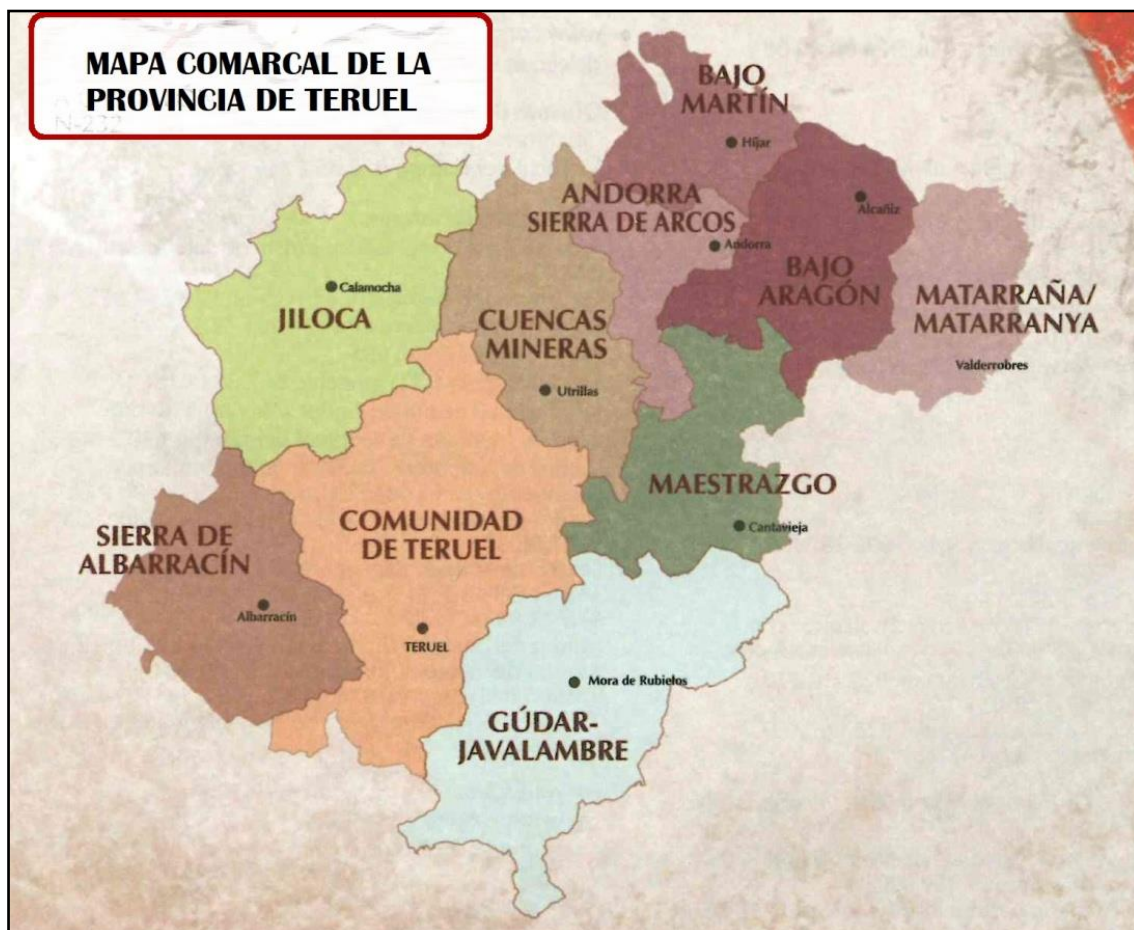 MAPA COMARCAL DE LA
PROVINCIA DE TERUEL
N-232
BAJO
MARTÍN
Híjar
ANDORRA
SIERRA DE ARCOS
Andorra
Alcañiz
BAJO
ARAGÓN
MATARRAÑA/
MATARRANYA
Valderrobres
Calamocha
JILOCA
CUENCAS
MINERAS
Utrillas
MAESTRAZGO
Cantavieja
SIERRA DE
ALBARRACÍN
Albarracín
COMUNIDAD
DE TERUEL
TERUEL
Mora de Rubielos
GÚDAR-
JAVALAMBRE